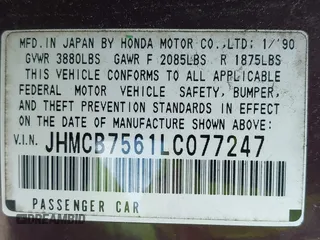 MFD.IN JAPAN BY HONDA MOTOR CO.,LTD; 1/'90
GVWR 3880LBS GAWR F 2085LBS R 1875LBS
THIS VEHICLE CONFORMS TO ALL APPLICABLE
FEDERAL MOTOR VEHICLE SAFETY, BUMPER,
AND THEFT PREVENTION STANDARDS IN EFFECT
ON THE DATE OF MANUFACTURE SHOWN ABOVE.
V.I.N. JHMCB7561LC077247
PASSENGER CAR
DREAMBID